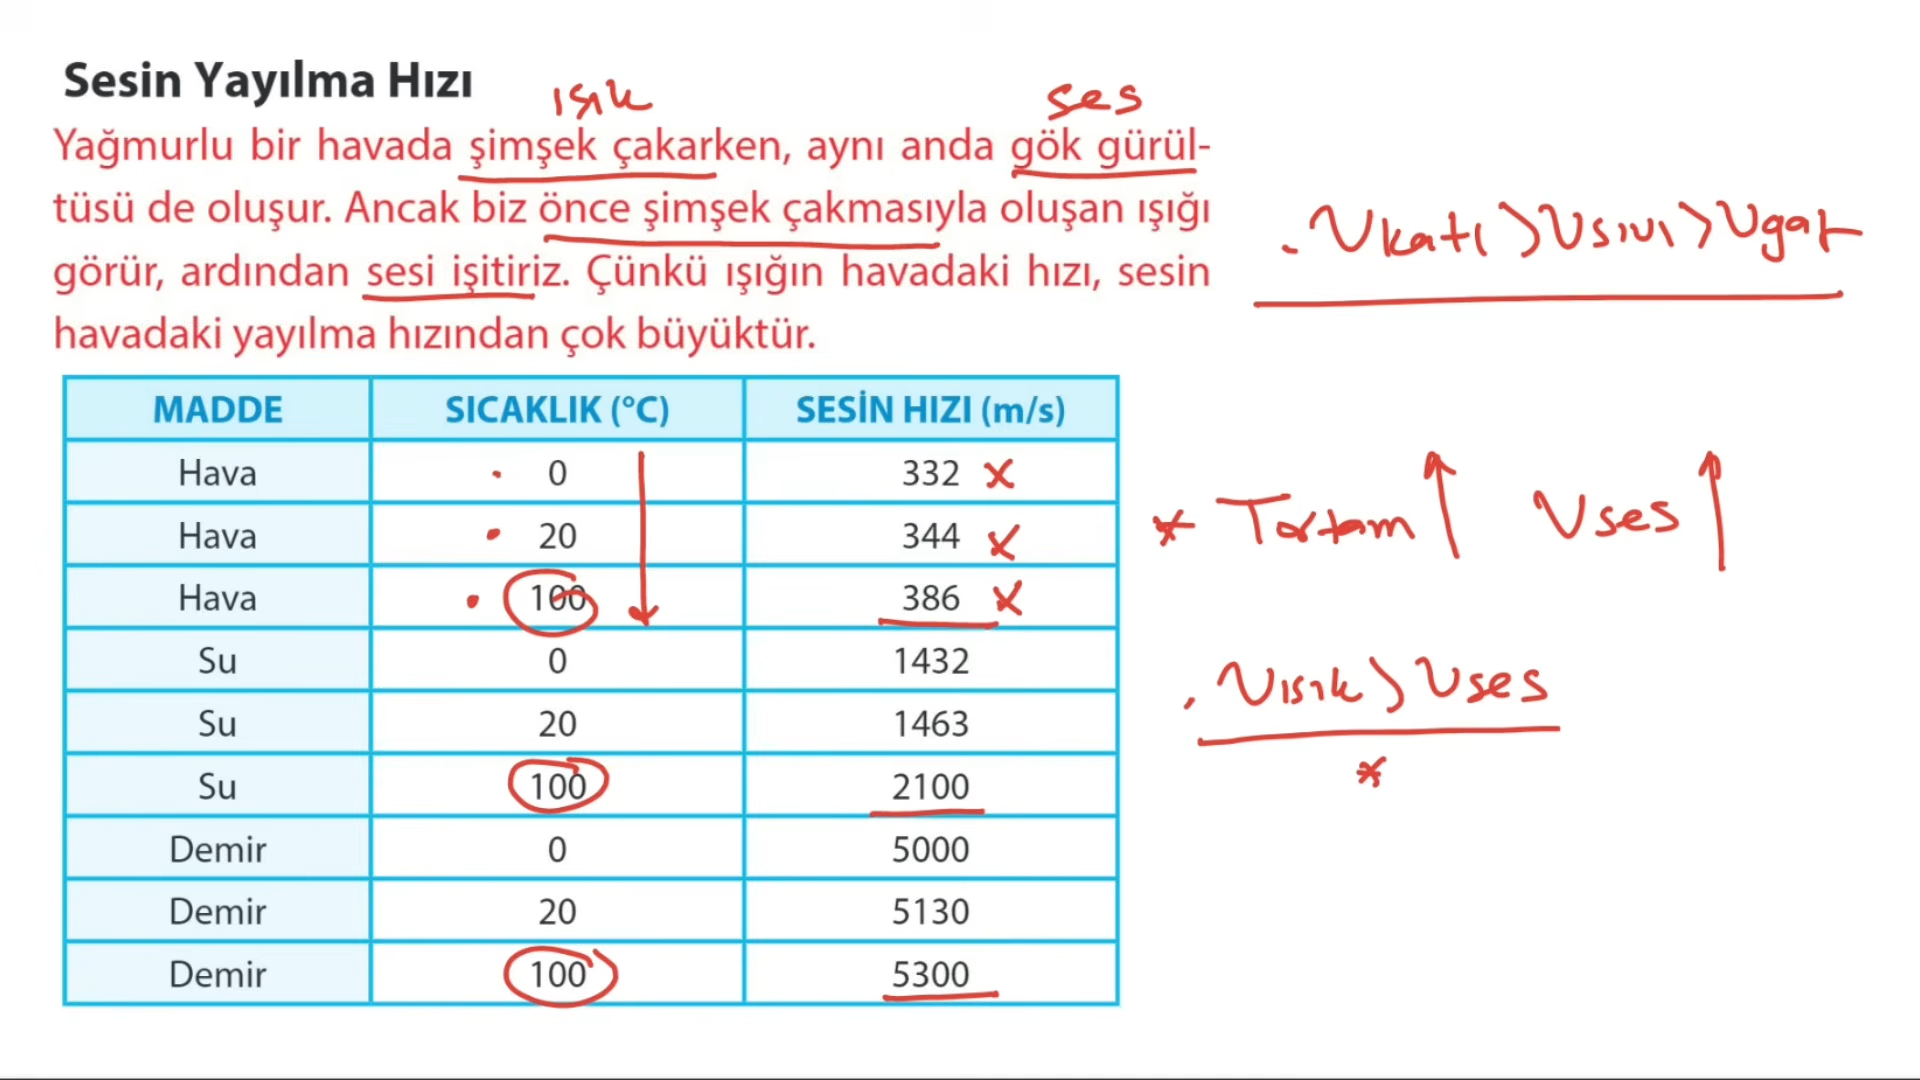 Sesin Yayılma Hızı
ışık
ses
Yağmurlu bir havada şimşek çakarken, aynı anda gök gürül-
tüsü de oluşur. Ancak biz önce şimşek çakmasıyla oluşan ışığı
görür, ardından sesi işitiriz. Çünkü ışığın havadaki hızı, sesin
havadaki yayılma hızından çok büyüktür.
. Vkatı > Vsıvı > Vgaz
MADDE SICAKLIK (°C) SESİN HIZI (m/s)
Hava 0 332 x
Hava 20 344 x
Hava 100 386 x
Su 0 1432
Su 20 1463
Su 100 2100
Demir 0 5000
Demir 20 5130
Demir 100 5300
* Tortam ↑ Vses ↑
. Vışık > Vses
*